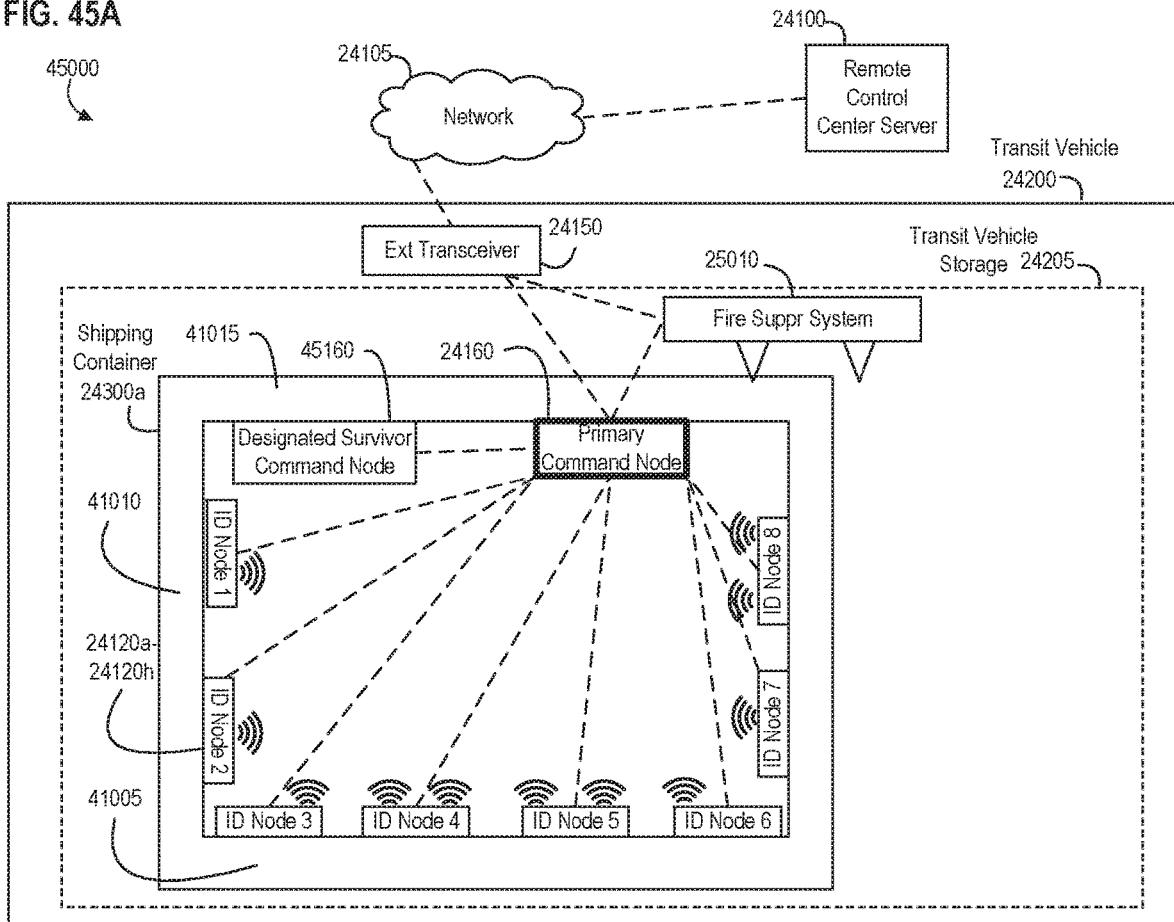 FIG. 45A
45000
24105
24100
Network
Remote
Control
Center Server
Transit Vehicle
24200
Ext Transceiver
24150
Transit Vehicle
Storage 24205
25010
Fire Suppr System
Shipping
Container
24300a
41015
45160
24160
Designated Survivor
Command Node
Primary
Command Node
41010
ID Node 1
ID Node 8
24120a-
24120h
ID Node 2
ID Node 7
41005
ID Node 3
ID Node 4
ID Node 5
ID Node 6